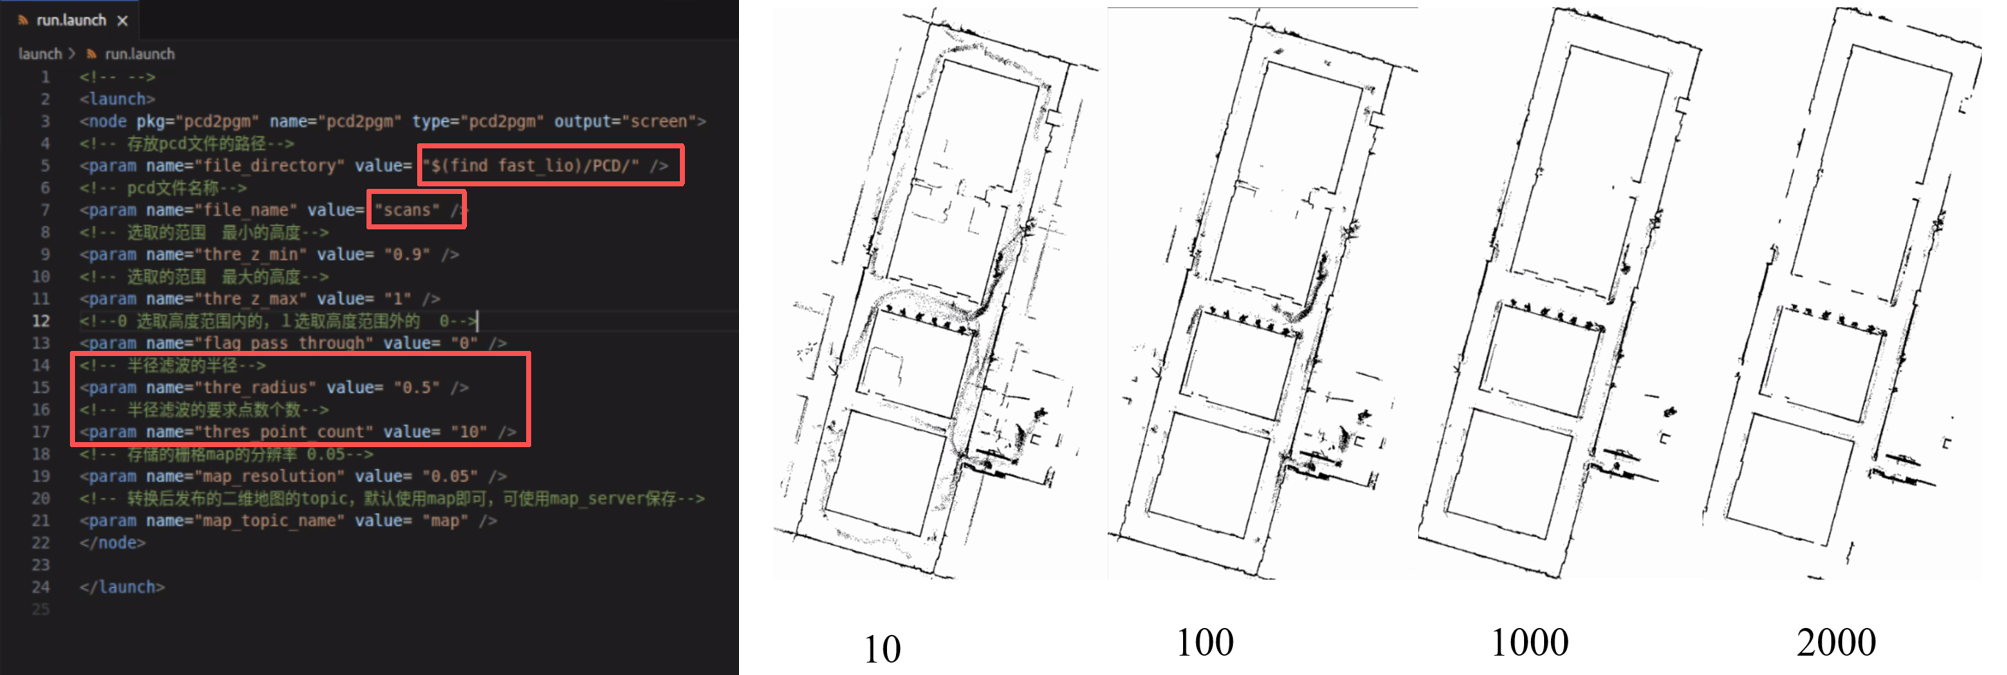 run.launch ×
launch > run.launch
1 <!-- -->
2 <launch>
3 <node pkg="pcd2pgm" name="pcd2pgm" type="pcd2pgm" output="screen">
4 <!-- 存放pcd文件的路径-->
5 <param name="file_directory" value= "$(find fast_lio)/PCD/" />
6 <!-- pcd文件名称-->
7 <param name="file_name" value= "scans" />
8 <!-- 选取的范围 最小的高度-->
9 <param name="thre_z_min" value= "0.9" />
10 <!-- 选取的范围 最大的高度-->
11 <param name="thre_z_max" value= "1" />
12 <!--0 选取高度范围内的，1选取高度范围外的 0-->
13 <param name="flag_pass_through" value= "0" />
14 <!-- 半径滤波的半径-->
15 <param name="thre_radius" value= "0.5" />
16 <!-- 半径滤波的要求点数个数-->
17 <param name="thres_point_count" value= "10" />
18 <!-- 存储的栅格map的分辨率 0.05-->
19 <param name="map_resolution" value= "0.05" />
20 <!-- 转换后发布的二维地图的topic，默认使用map即可，可使用map_server保存-->
21 <param name="map_topic_name" value= "map" />
22 </node>
23
24 </launch>
25
10
100
1000
2000